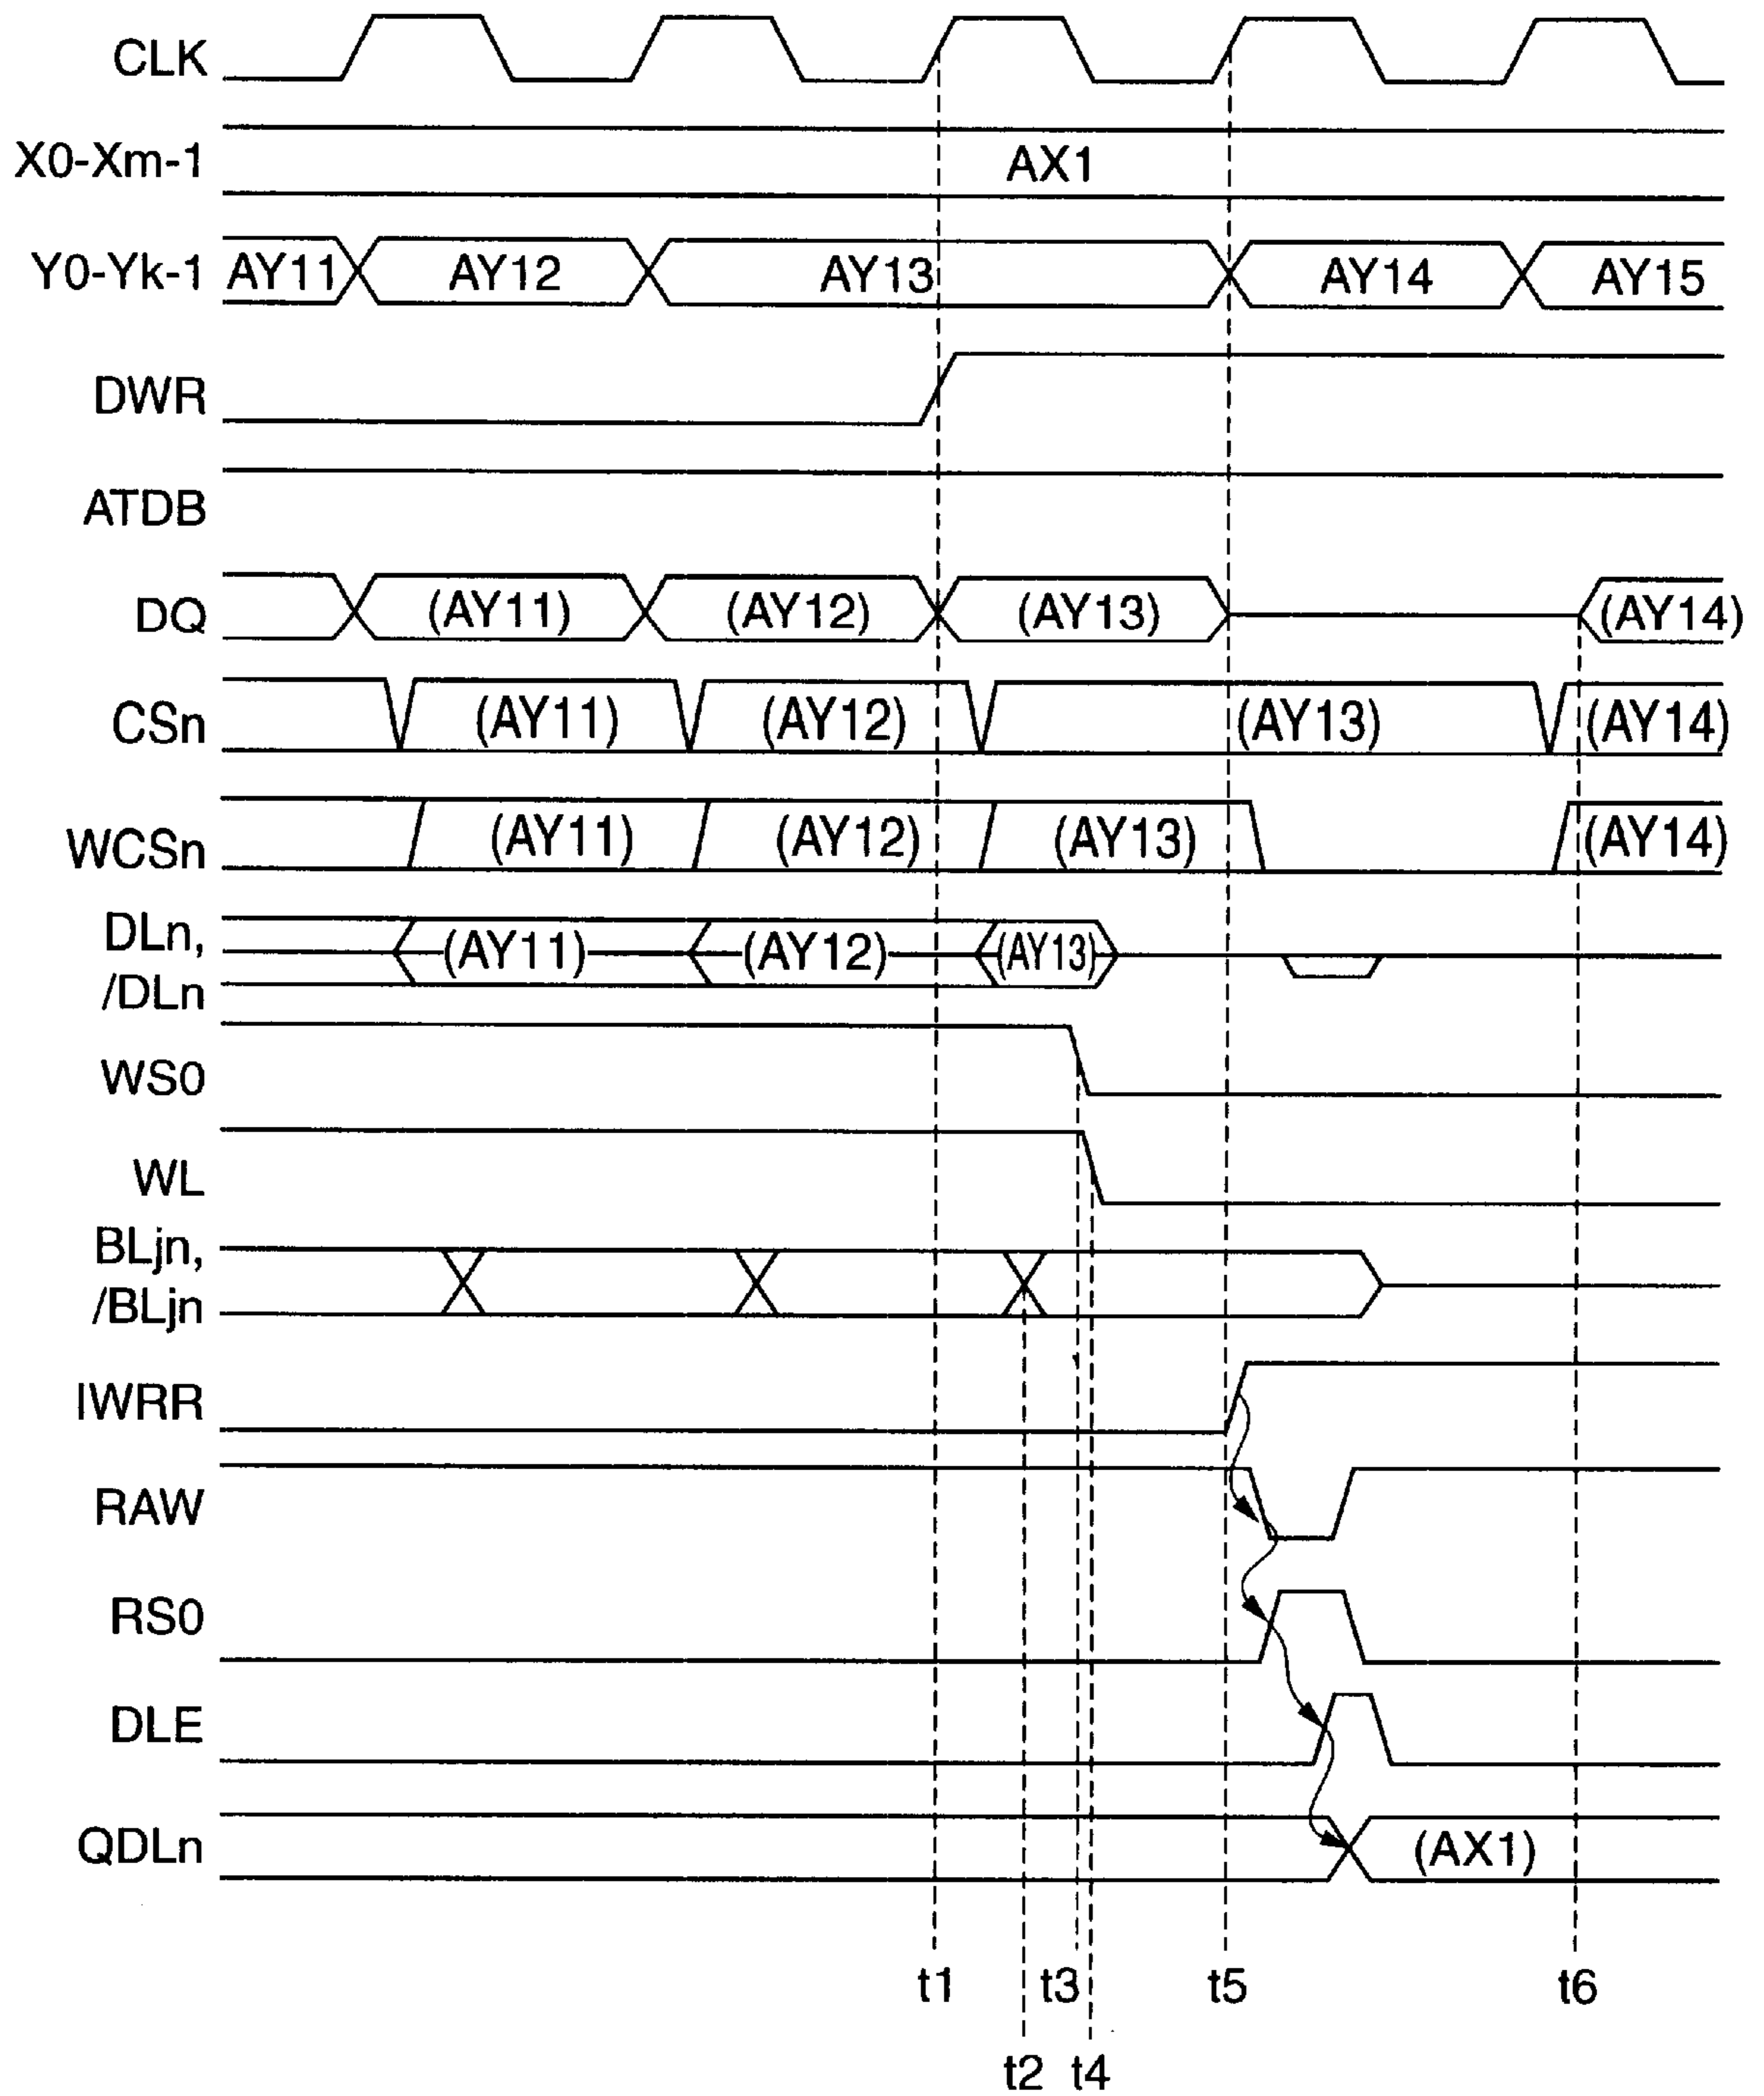 CLK
X0-Xm-1 AX1
Y0-Yk-1 AY11 AY12 AY13 AY14 AY15
DWR
ATDB
DQ (AY11) (AY12) (AY13) (AY14)
CSn (AY11) (AY12) (AY13) (AY14)
WCSn (AY11) (AY12) (AY13) (AY14)
DLn,
/DLn (AY11) (AY12) (AY13)
WS0
WL
BLjn,
/BLjn
IWRR
RAW
RS0
DLE
QDLn (AX1)
t1 t3 t5 t6
t2 t4